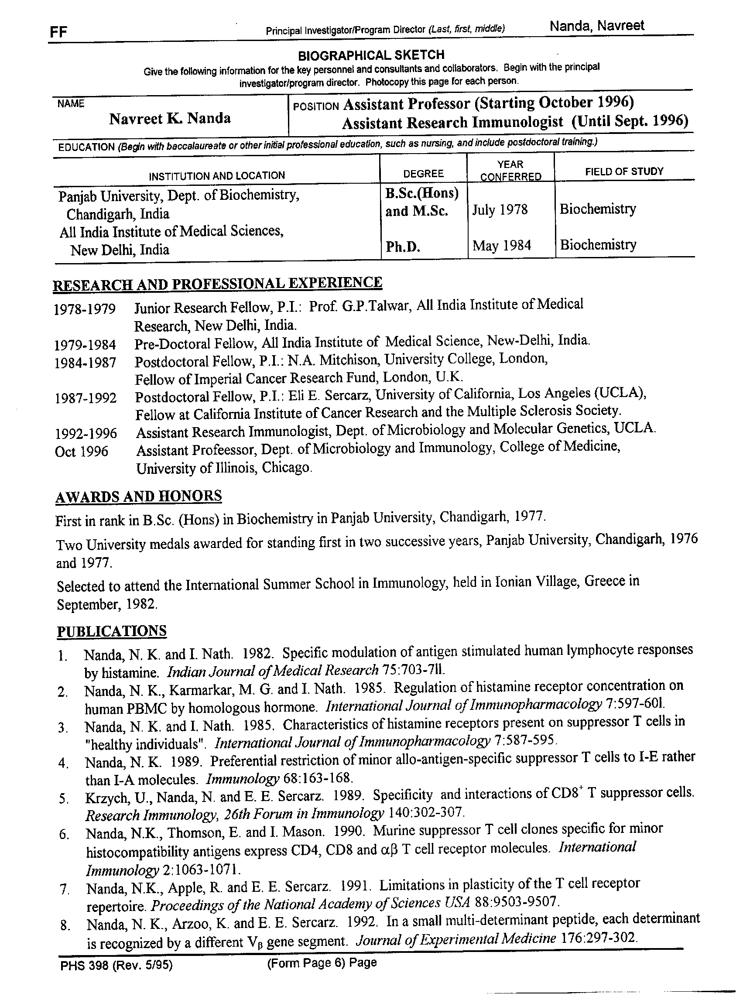 FF Principal Investigator/Program Director (Last, first, middle) Nanda, Navreet
BIOGRAPHICAL SKETCH
Give the following information for the key personnel and consultants and collaborators. Begin with the principal
investigator/program director. Photocopy this page for each person.
NAME POSITION Assistant Professor (Starting October 1996)
Navreet K. Nanda Assistant Research Immunologist (Until Sept. 1996)
EDUCATION (Begin with baccalaureate or other initial professional education, such as nursing, and include postdoctoral training.)
INSTITUTION AND LOCATION DEGREE YEAR CONFERRED FIELD OF STUDY
Panjab University, Dept. of Biochemistry, B.Sc.(Hons)
Chandigarh, India and M.Sc. July 1978 Biochemistry
All India Institute of Medical Sciences,
New Delhi, India Ph.D. May 1984 Biochemistry
RESEARCH AND PROFESSIONAL EXPERIENCE
1978-1979 Junior Research Fellow, P.I.: Prof. G.P.Talwar, All India Institute of Medical
Research, New Delhi, India.
1979-1984 Pre-Doctoral Fellow, All India Institute of Medical Science, New-Delhi, India.
1984-1987 Postdoctoral Fellow, P.I.: N.A. Mitchison, University College, London,
Fellow of Imperial Cancer Research Fund, London, U.K.
1987-1992 Postdoctoral Fellow, P.I.: Eli E. Sercarz, University of California, Los Angeles (UCLA),
Fellow at California Institute of Cancer Research and the Multiple Sclerosis Society.
1992-1996 Assistant Research Immunologist, Dept. of Microbiology and Molecular Genetics, UCLA.
Oct 1996 Assistant Profeessor, Dept. of Microbiology and Immunology, College of Medicine,
University of Illinois, Chicago.
AWARDS AND HONORS
First in rank in B.Sc. (Hons) in Biochemistry in Panjab University, Chandigarh, 1977.
Two University medals awarded for standing first in two successive years, Panjab University, Chandigarh, 1976
and 1977.
Selected to attend the International Summer School in Immunology, held in Ionian Village, Greece in
September, 1982.
PUBLICATIONS
1. Nanda, N. K. and I. Nath. 1982. Specific modulation of antigen stimulated human lymphocyte responses
by histamine. Indian Journal of Medical Research 75:703-711.
2. Nanda, N. K., Karmarkar, M. G. and I. Nath. 1985. Regulation of histamine receptor concentration on
human PBMC by homologous hormone. International Journal of Immunopharmacology 7:597-601.
3. Nanda, N. K. and I. Nath. 1985. Characteristics of histamine receptors present on suppressor T cells in
"healthy individuals". International Journal of Immunopharmacology 7:587-595.
4. Nanda, N. K. 1989. Preferential restriction of minor allo-antigen-specific suppressor T cells to I-E rather
than I-A molecules. Immunology 68:163-168.
5. Krzych, U., Nanda, N. and E. E. Sercarz. 1989. Specificity and interactions of CD8⁺ T suppressor cells.
Research Immunology, 26th Forum in Immunology 140:302-307.
6. Nanda, N.K., Thomson, E. and I. Mason. 1990. Murine suppressor T cell clones specific for minor
histocompatibility antigens express CD4, CD8 and αβ T cell receptor molecules. International
Immunology 2:1063-1071.
7. Nanda, N.K., Apple, R. and E. E. Sercarz. 1991. Limitations in plasticity of the T cell receptor
repertoire. Proceedings of the National Academy of Sciences USA 88:9503-9507.
8. Nanda, N. K., Arzoo, K. and E. E. Sercarz. 1992. In a small multi-determinant peptide, each determinant
is recognized by a different Vβ gene segment. Journal of Experimental Medicine 176:297-302.
PHS 398 (Rev. 5/95) (Form Page 6) Page